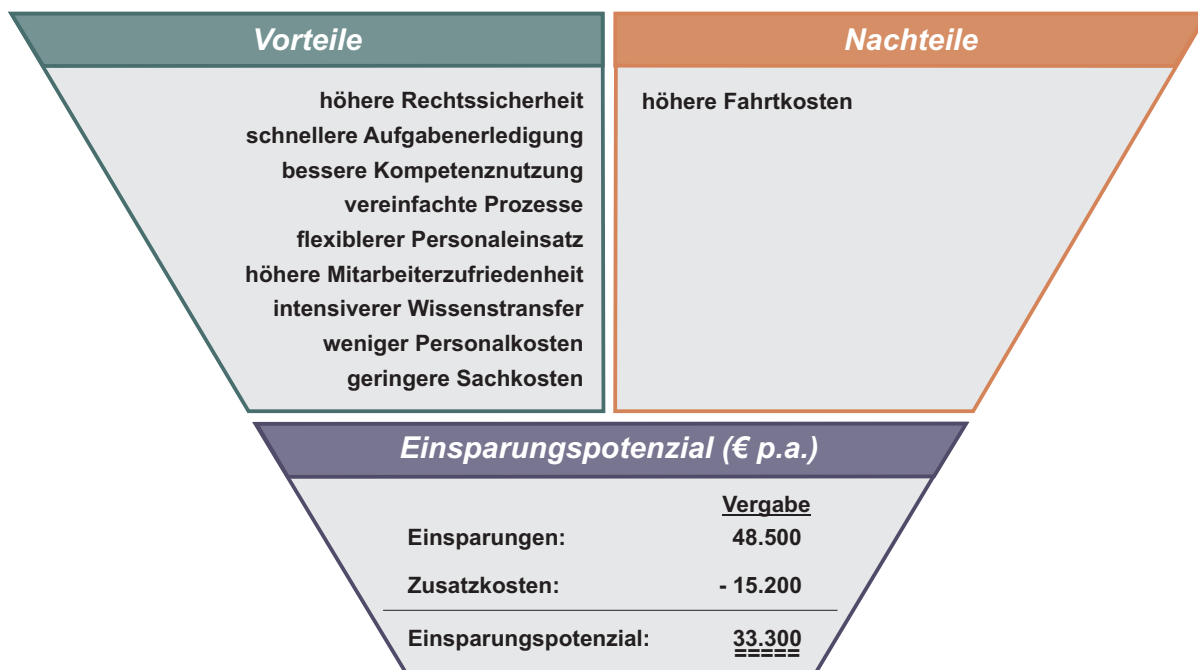 Vorteile
höhere Rechtssicherheit
schnellere Aufgabenerledigung
bessere Kompetenznutzung
vereinfachte Prozesse
flexiblerer Personaleinsatz
höhere Mitarbeiterzufriedenheit
intensiverer Wissenstransfer
weniger Personalkosten
geringere Sachkosten
Nachteile
höhere Fahrtkosten
Einsparungspotenzial (€ p.a.)
Vergabe
Einsparungen: 48.500
Zusatzkosten: - 15.200
Einsparungspotenzial: 33.300
=====